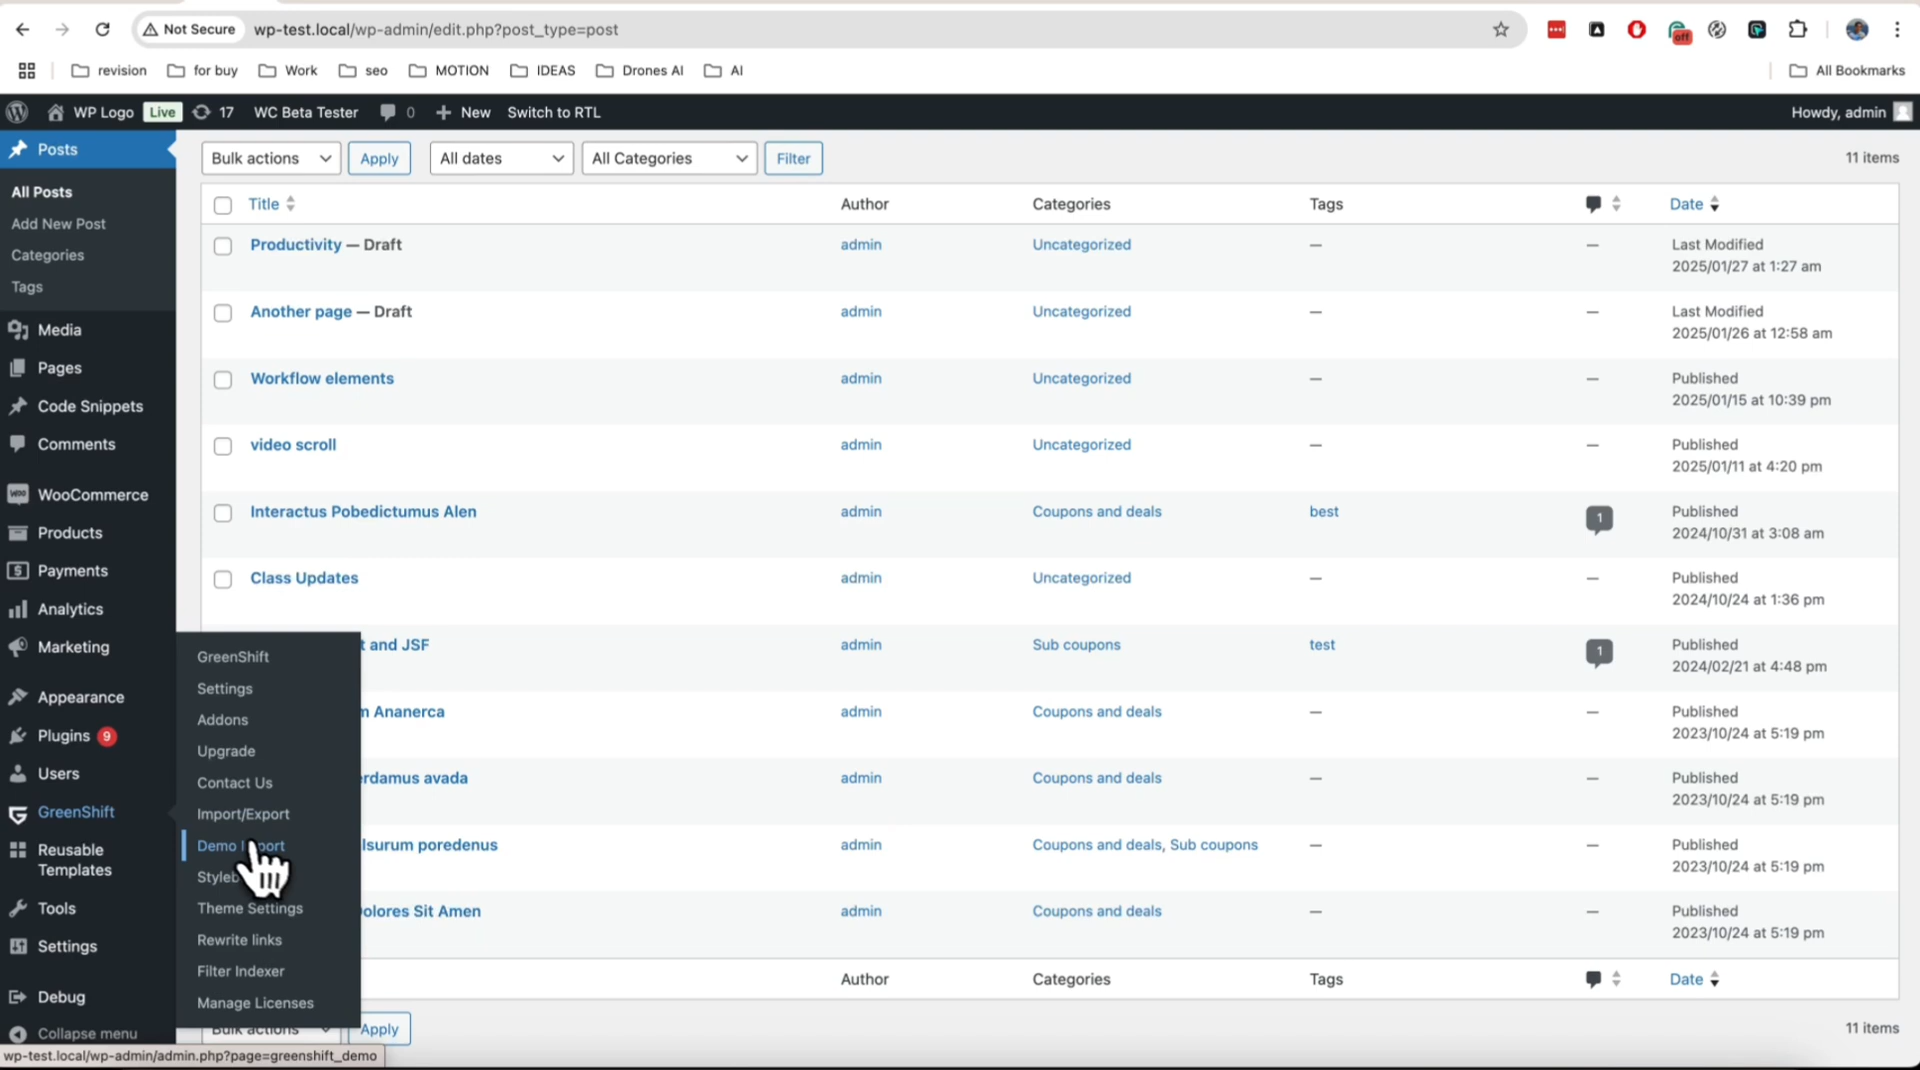 Not Secure wp-test.local/wp-admin/edit.php?post_type=post
off
revision for buy Work seo MOTION IDEAS Drones AI AI All Bookmarks
WP Logo Live 17 WC Beta Tester 0 New Switch to RTL Howdy, admin
Posts
All Posts
Add New Post
Categories
Tags
Media
Pages
Code Snippets
Comments
WooCommerce
Products
Payments
Analytics
Marketing
Appearance
Plugins 9
Users
GreenShift
Reusable
Templates
Tools
Settings
Debug
Collapse menu
GreenShift
Settings
Addons
Upgrade
Contact Us
Import/Export
Demo
Theme Settings
Rewrite links
Filter Indexer
Manage Licenses
Bulk actions Apply All dates All Categories Filter 11 items
Title Author Categories Tags Date
Productivity — Draft admin Uncategorized — — Last Modified
2025/01/27 at 1:27 am
Another page — Draft admin Uncategorized — — Last Modified
2025/01/26 at 12:58 am
Workflow elements admin Uncategorized — — Published
2025/01/15 at 10:39 pm
video scroll admin Uncategorized — — Published
2025/01/11 at 4:20 pm
Interactus Pobedictumus Alen admin Coupons and deals best 1 Published
2024/10/31 at 3:08 am
Class Updates admin Uncategorized — — Published
2024/10/24 at 1:36 pm
and JSF admin Sub coupons test 1 Published
2024/02/21 at 4:48 pm
Ananerca admin Coupons and deals — — Published
2023/10/24 at 5:19 pm
avada admin Coupons and deals — — Published
2023/10/24 at 5:19 pm
poredenus admin Coupons and deals, Sub coupons — — Published
2023/10/24 at 5:19 pm
Sit Amen admin Coupons and deals — — Published
2023/10/24 at 5:19 pm
Author Categories Tags Date
Bulk actions Apply 11 items
wp-test.local/wp-admin/admin.php?page=greenshift_demo